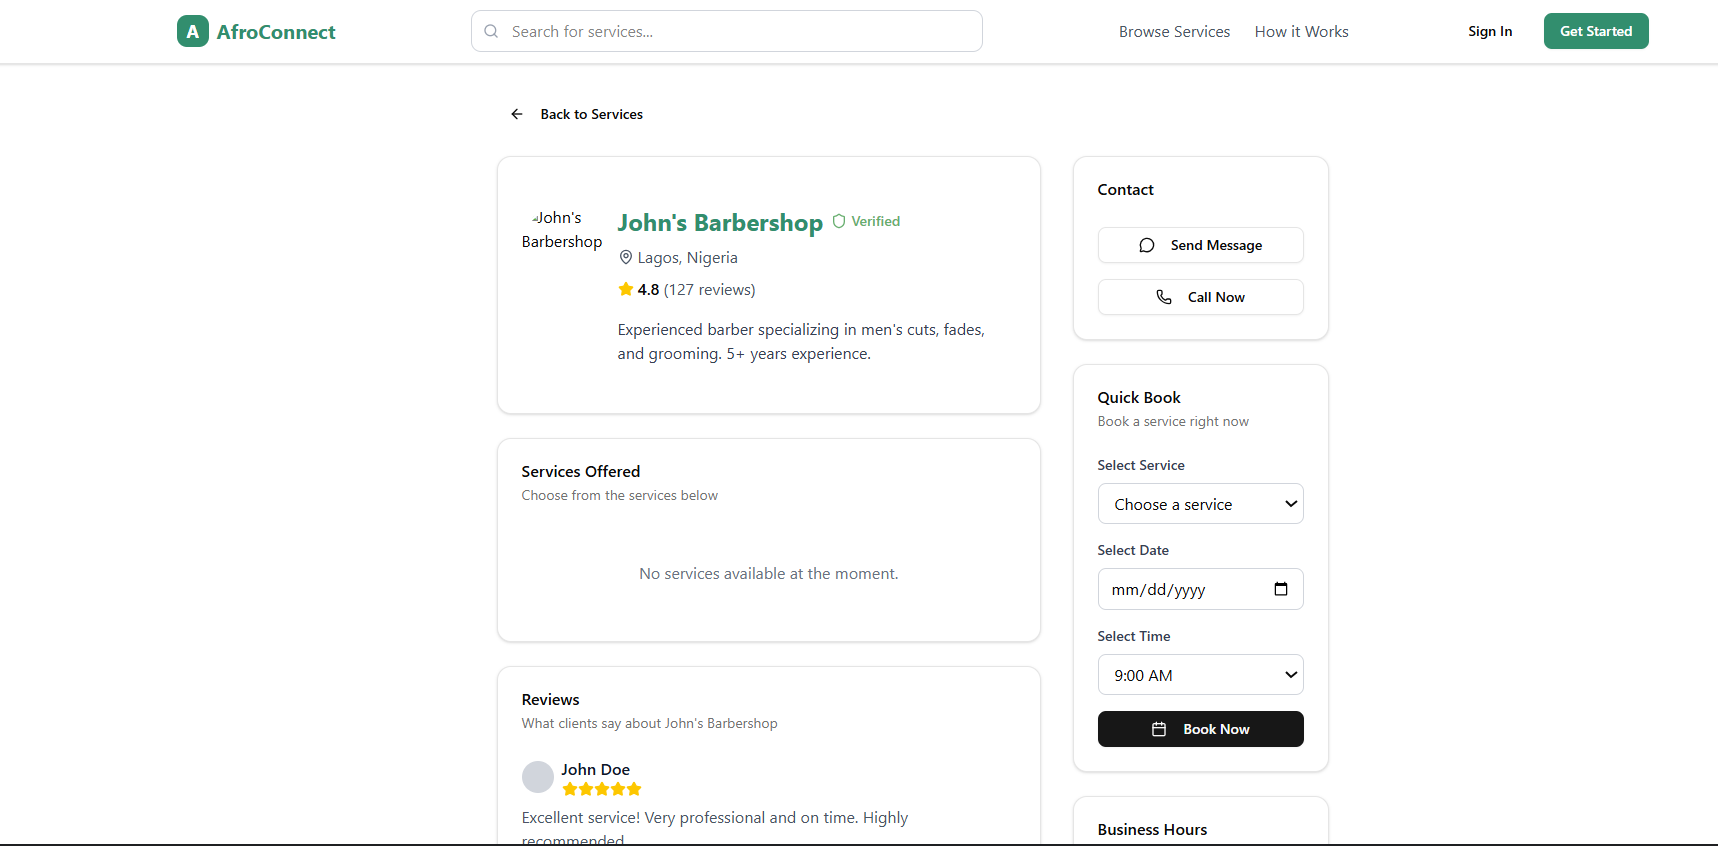 A AfroConnect
Search for services...
Browse Services
How it Works
Sign In
Get Started
Back to Services
John's
Barbershop
John's Barbershop
Verified
Lagos, Nigeria
4.8 (127 reviews)
Experienced barber specializing in men's cuts, fades,
and grooming. 5+ years experience.
Services Offered
Choose from the services below
No services available at the moment.
Reviews
What clients say about John's Barbershop
John Doe
Excellent service! Very professional and on time. Highly
recommended.
Contact
Send Message
Call Now
Quick Book
Book a service right now
Select Service
Choose a service
Select Date
mm/dd/yyyy
Select Time
9:00 AM
Book Now
Business Hours